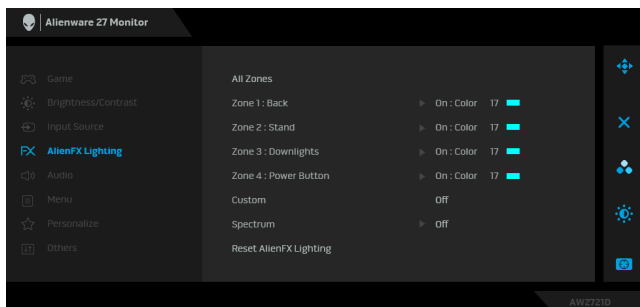 Alienware 27 Monitor
Game
Brightness/Contrast
Input Source
FX AlienFX Lighting
Audio
Menu
Personalize
Others
All Zones
Zone 1 : Back On : Color 17
Zone 2 : Stand On : Color 17
Zone 3 : Downlights On : Color 17
Zone 4 : Power Button On : Color 17
Custom Off
Spectrum Off
Reset AlienFX Lighting
AW2721D